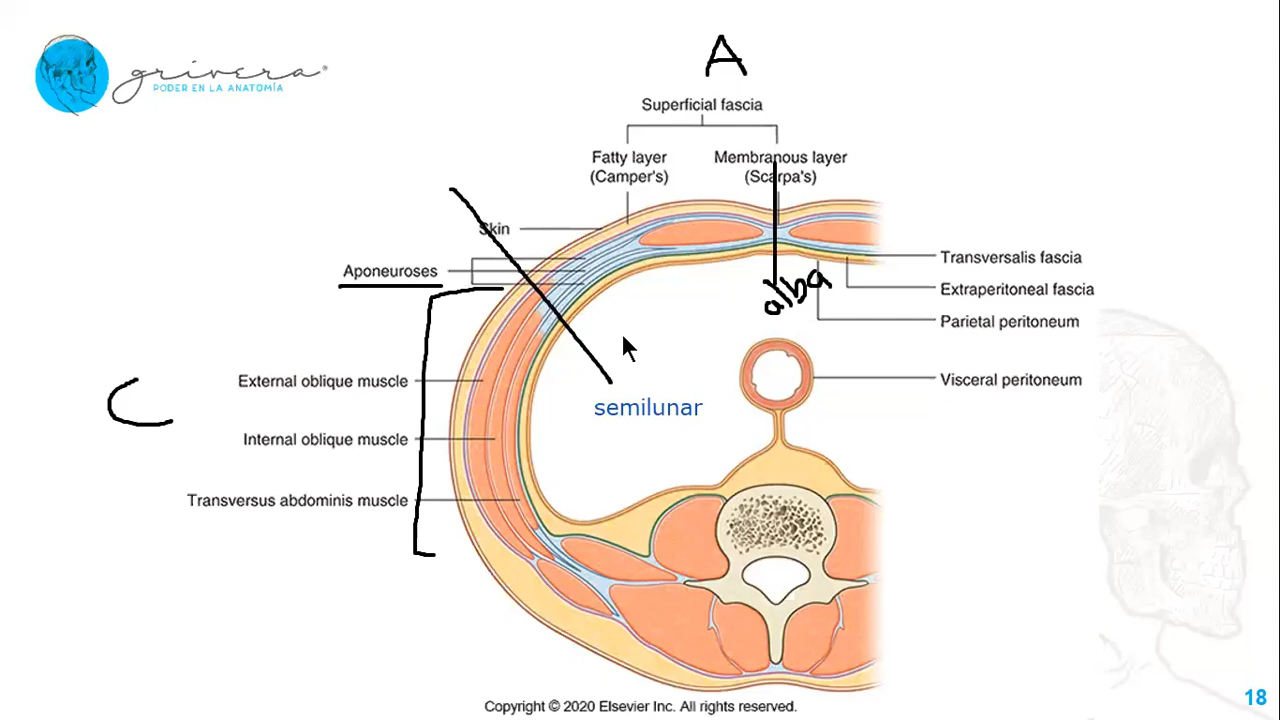 A
grivera®
PODER EN LA ANATOMÍA
Superficial fascia
Fatty layer
(Camper's)
Membranous layer
(Scarpa's)
Skin
Aponeuroses
Transversalis fascia
Extraperitoneal fascia
alba
Parietal peritoneum
External oblique muscle
Visceral peritoneum
C
semilunar
Internal oblique muscle
Transversus abdominis muscle
Copyright © 2020 Elsevier Inc. All rights reserved.
18